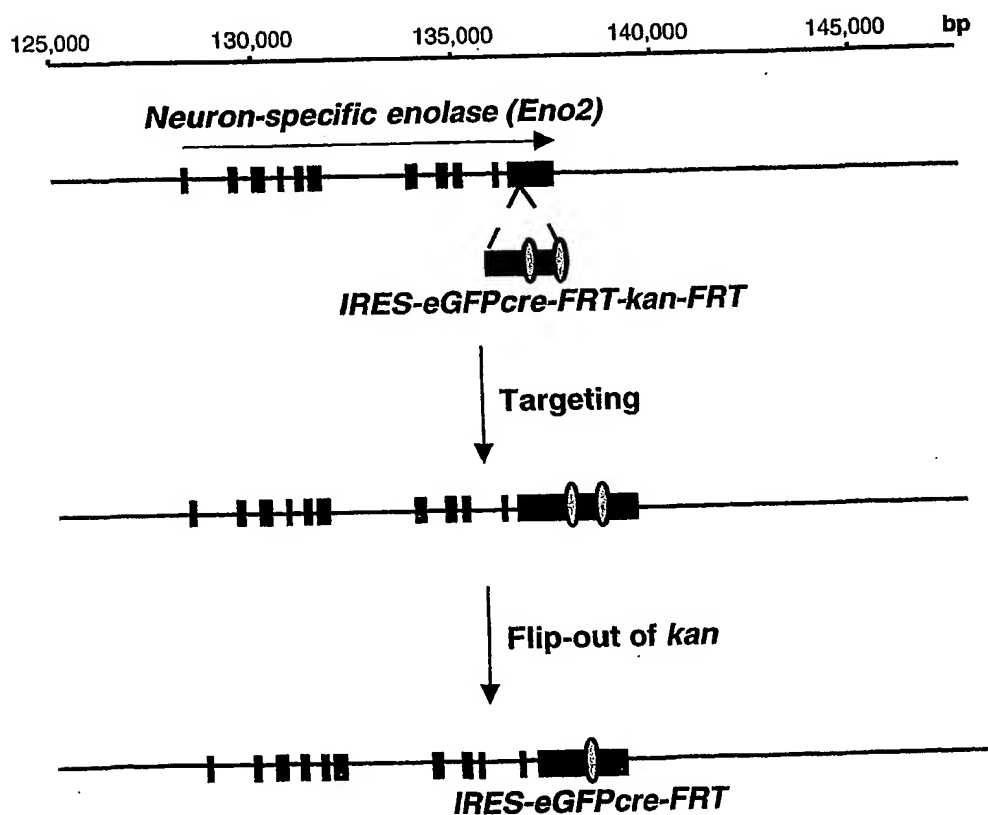 125,000 130,000 135,000 140,000 145,000 bp
Neuron-specific enolase (Eno2)
IRES-eGFPcre-FRT-kan-FRT
Targeting
Flip-out of kan
IRES-eGFPcre-FRT